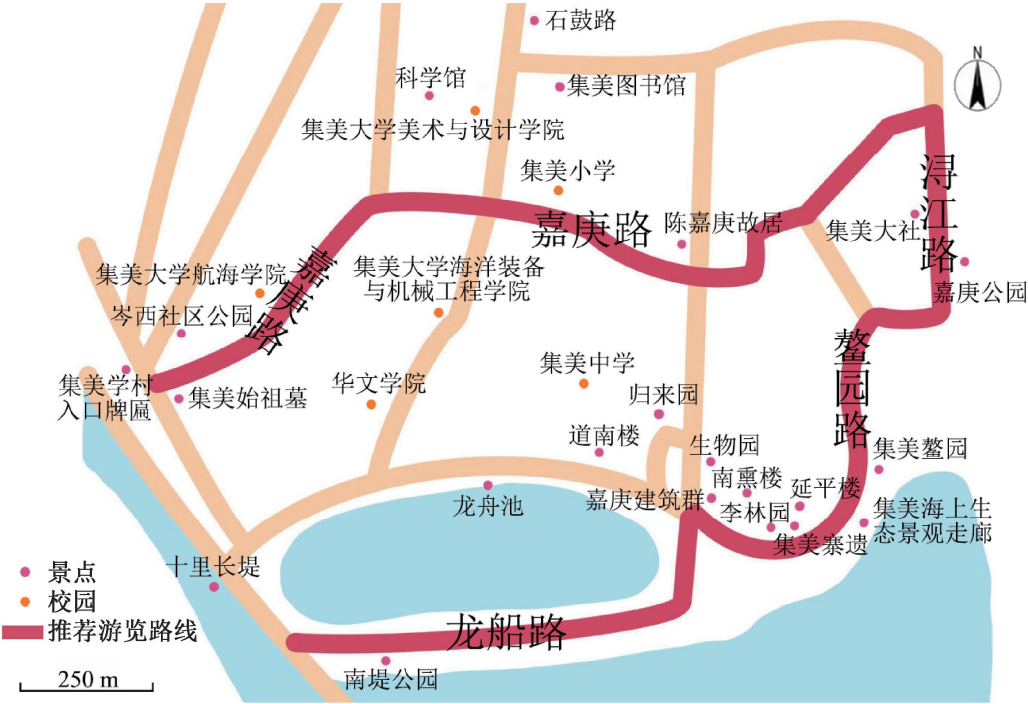 石鼓路
N
科学馆
集美图书馆
集美大学美术与设计学院
集美小学
嘉庚路
陈嘉庚故居
浔江路
集美大社
嘉庚公园
集美大学航海学院
嘉庚路
集美大学海洋装备
与机械工程学院
岑西社区公园
鳌园路
集美学村
入口牌匾
集美始祖墓
华文学院
集美中学
归来园
道南楼
生物园
集美鳌园
南熏楼
延平楼
龙舟池
嘉庚建筑群
李林园
集美海上生
态景观走廊
集美寨遗
十里长堤
景点
校园
推荐游览路线
龙船路
南堤公园
250 m